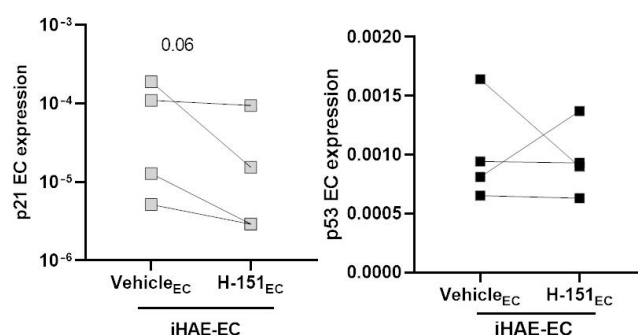 p21 EC expression
10⁻³
10⁻⁴
10⁻⁵
10⁻⁶
0.06
Vehicle_EC H-151_EC
iHAE-EC
p53 EC expression
0.0020
0.0015
0.0010
0.0005
0.0000
Vehicle_EC H-151_EC
iHAE-EC